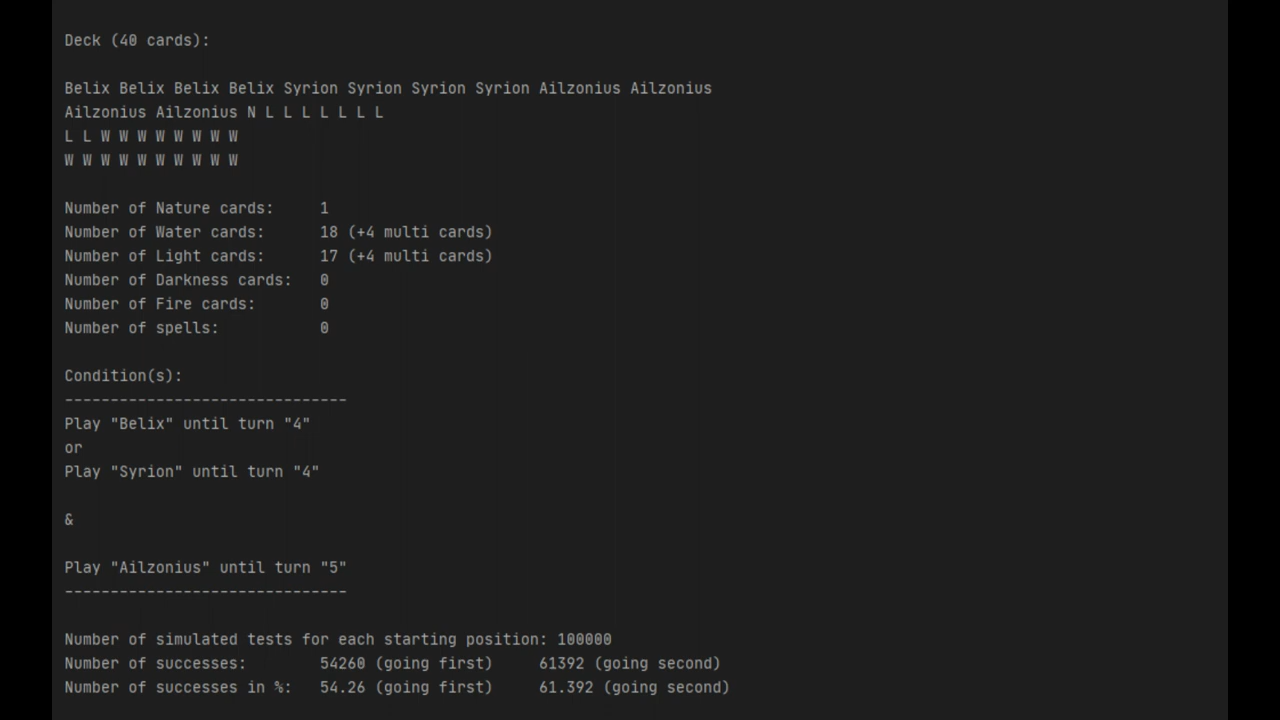 Deck (40 cards):
Belix Belix Belix Belix Syrion Syrion Syrion Syrion Ailzonius Ailzonius
Ailzonius Ailzonius N L L L L L L L
L L W W W W W W W W
W W W W W W W W W W
Number of Nature cards: 1
Number of Water cards: 18 (+4 multi cards)
Number of Light cards: 17 (+4 multi cards)
Number of Darkness cards: 0
Number of Fire cards: 0
Number of spells: 0
Condition(s):
-------------------------------
Play "Belix" until turn "4"
or
Play "Syrion" until turn "4"
&
Play "Ailzonius" until turn "5"
-------------------------------
Number of simulated tests for each starting position: 100000
Number of successes: 54260 (going first) 61392 (going second)
Number of successes in %: 54.26 (going first) 61.392 (going second)